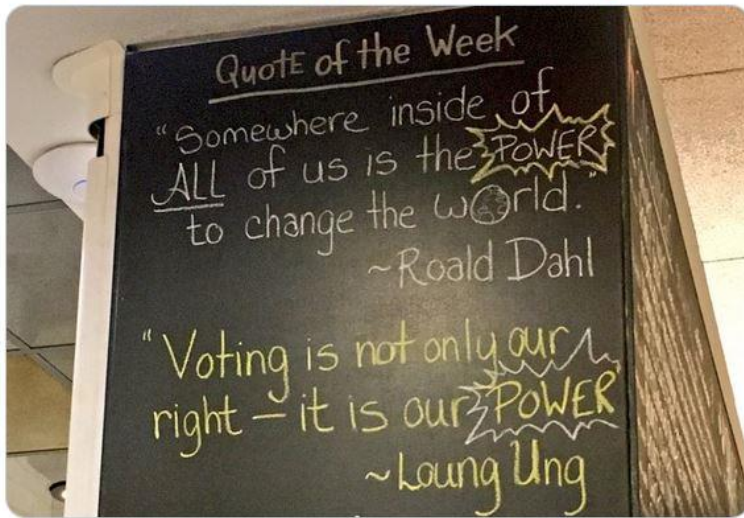 QuotE of the Week
"Somewhere inside of
ALL of us is the POWER
to change the world."
~Roald Dahl
"Voting is not only our
right — it is our POWER
~Loung Ung